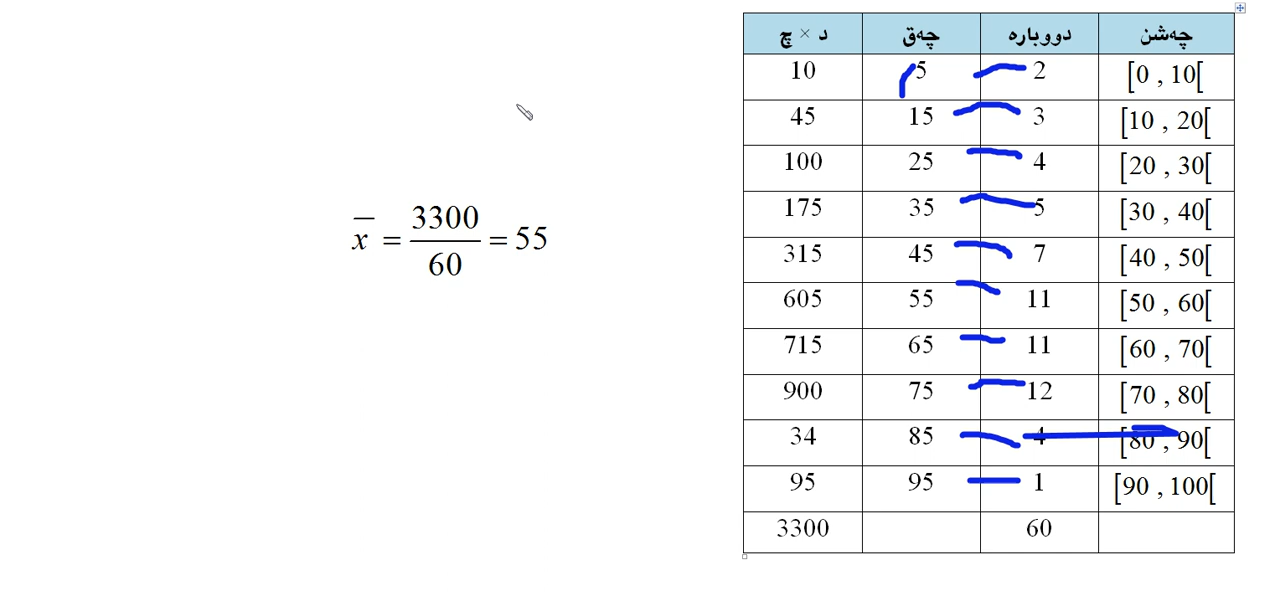 چەشن دووبارە چەق د × چ
[0 , 10[ 2 5 10
[10 , 20[ 3 15 45
[20 , 30[ 4 25 100
[30 , 40[ 5 35 175
[40 , 50[ 7 45 315
[50 , 60[ 11 55 605
[60 , 70[ 11 65 715
[70 , 80[ 12 75 900
[80 , 90[ 4 85 34
[90 , 100[ 1 95 95
60 3300
x̄ = 3300/60 = 55